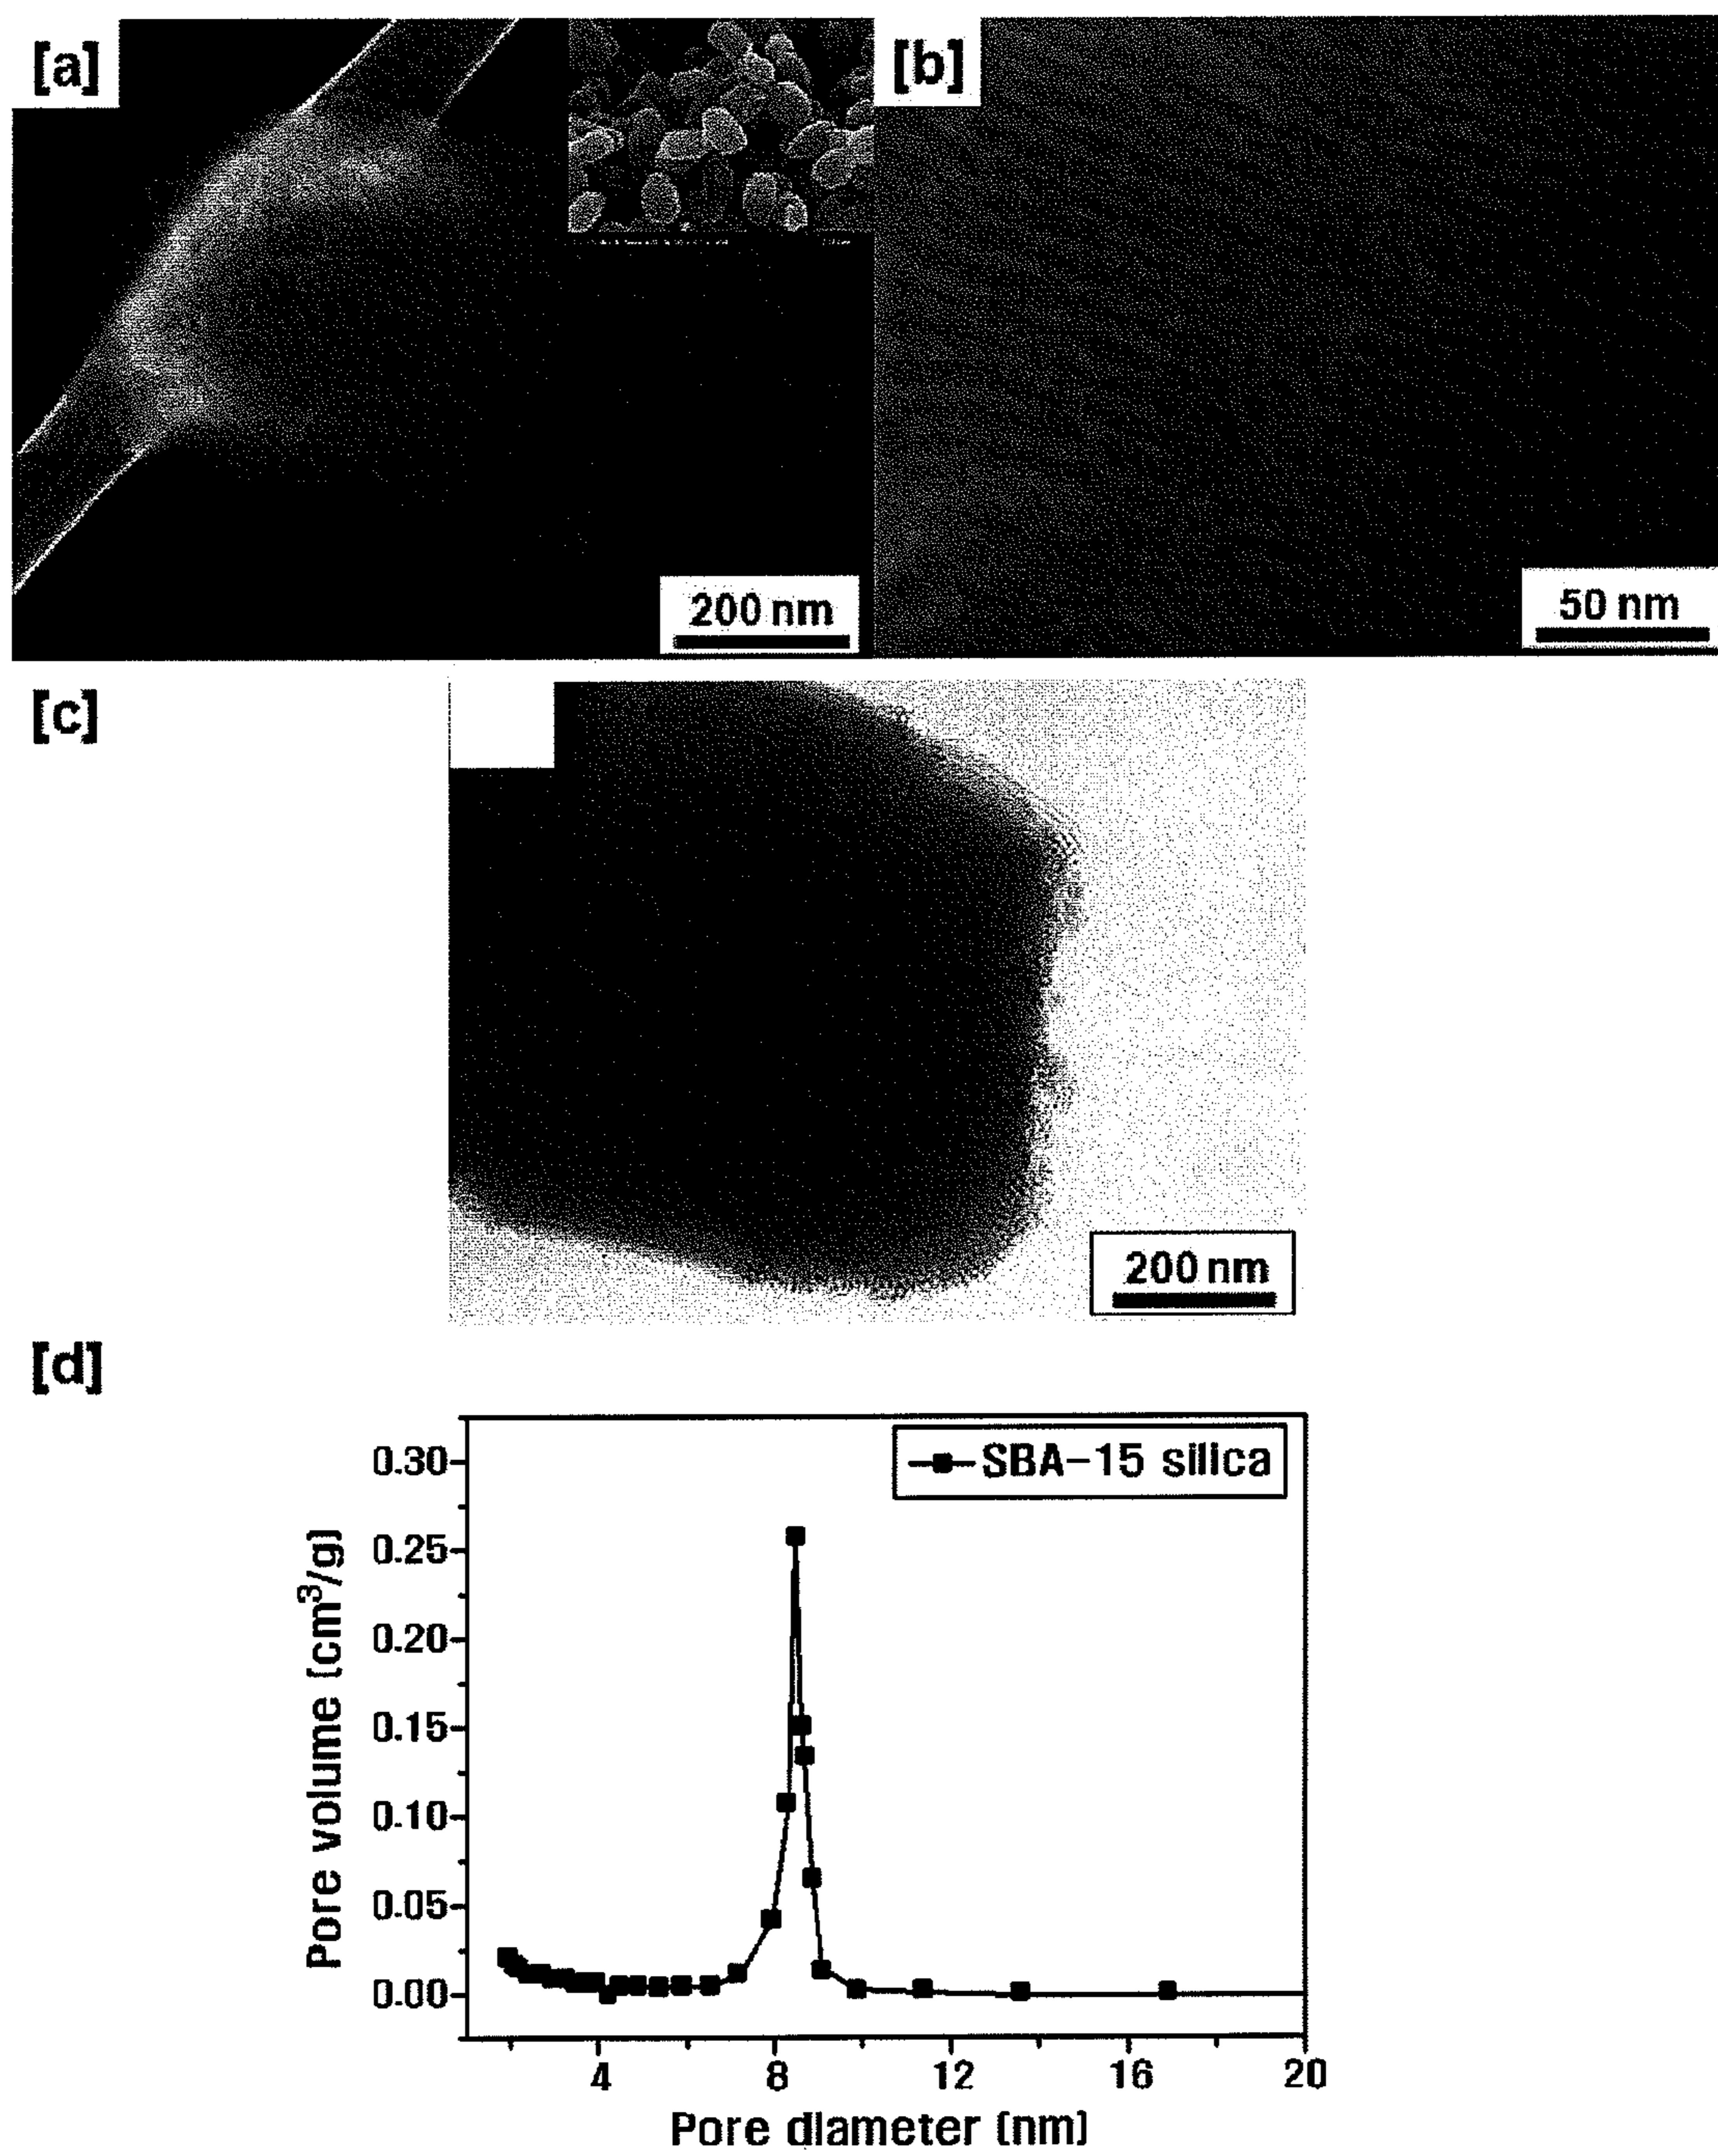 [a]
[b]
200 nm
50 nm
[c]
200 nm
[d]
SBA-15 silica
Pore volume (cm³/g)
0.30
0.25
0.20
0.15
0.10
0.05
0.00
4 8 12 16 20
Pore diameter (nm)